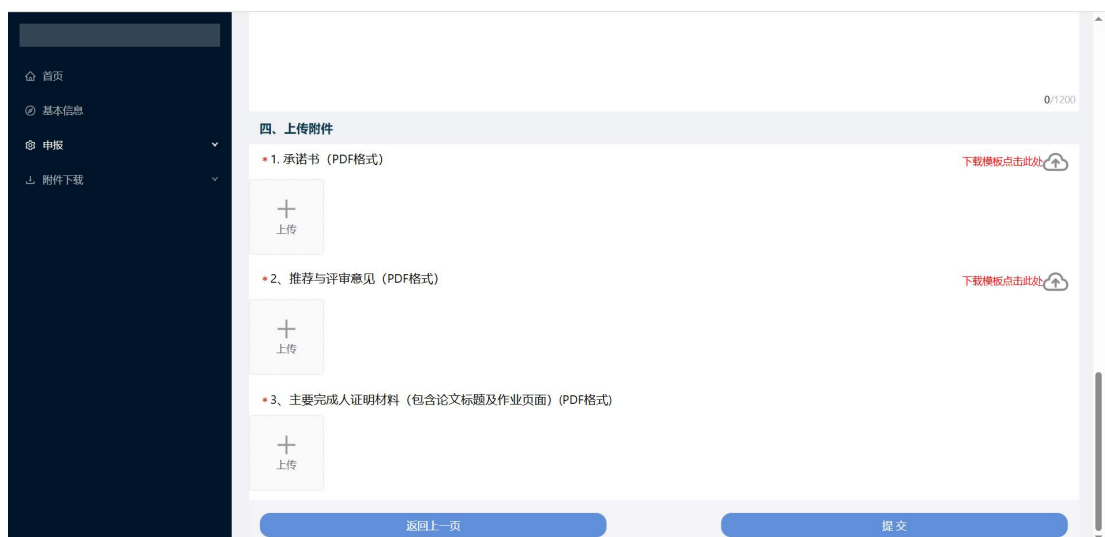 首页
基本信息
申报
附件下载
0/1200
四、上传附件
*1. 承诺书（PDF格式）
下载模板点击此处
上传
*2、推荐与评审意见（PDF格式）
下载模板点击此处
上传
*3、主要完成人证明材料（包含论文标题及作业页面）(PDF格式)
上传
返回上一页
提交